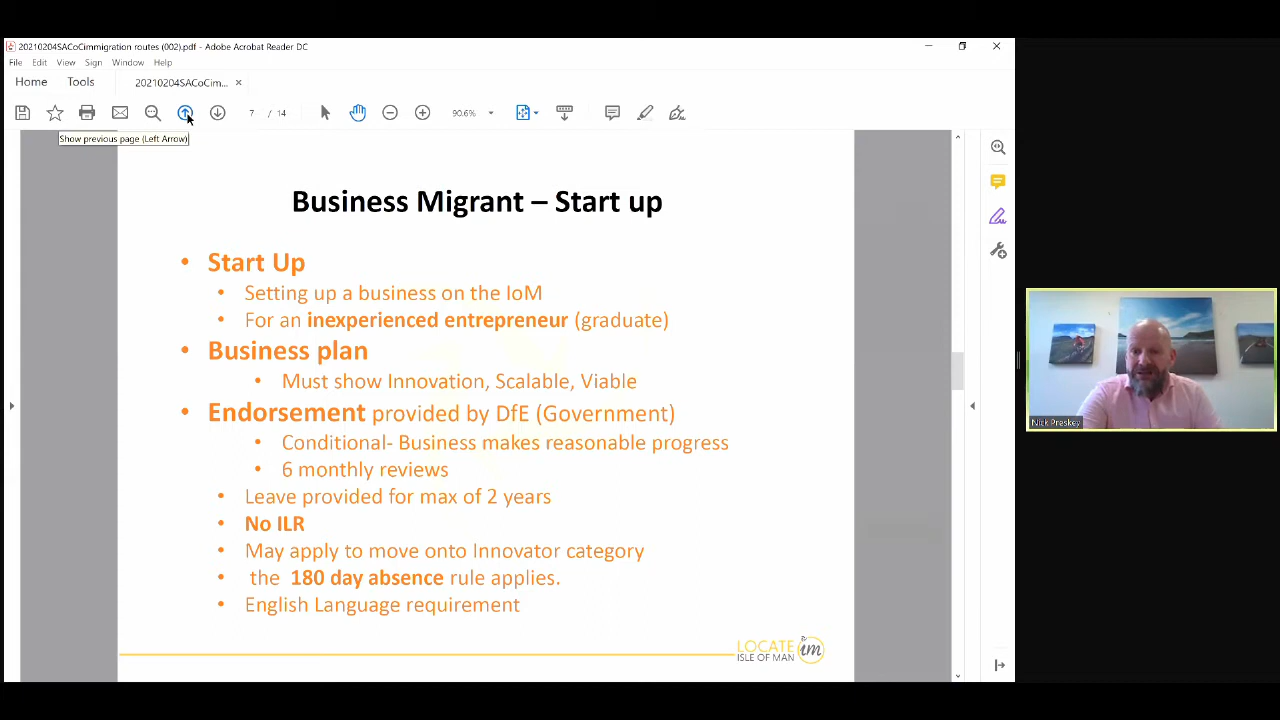 20210204SACoCimmigration routes (002).pdf - Adobe Acrobat Reader DC
File Edit View Sign Window Help
Home Tools 20210204SACoCim... ×
7 / 14 90.6%
Show previous page (Left Arrow)
Business Migrant – Start up
• Start Up
• Setting up a business on the IoM
• For an inexperienced entrepreneur (graduate)
• Business plan
• Must show Innovation, Scalable, Viable
• Endorsement provided by DfE (Government)
• Conditional- Business makes reasonable progress
• 6 monthly reviews
• Leave provided for max of 2 years
• No ILR
• May apply to move onto Innovator category
• the 180 day absence rule applies.
• English Language requirement
LOCATE
ISLE OF MAN im
Nick Preskey